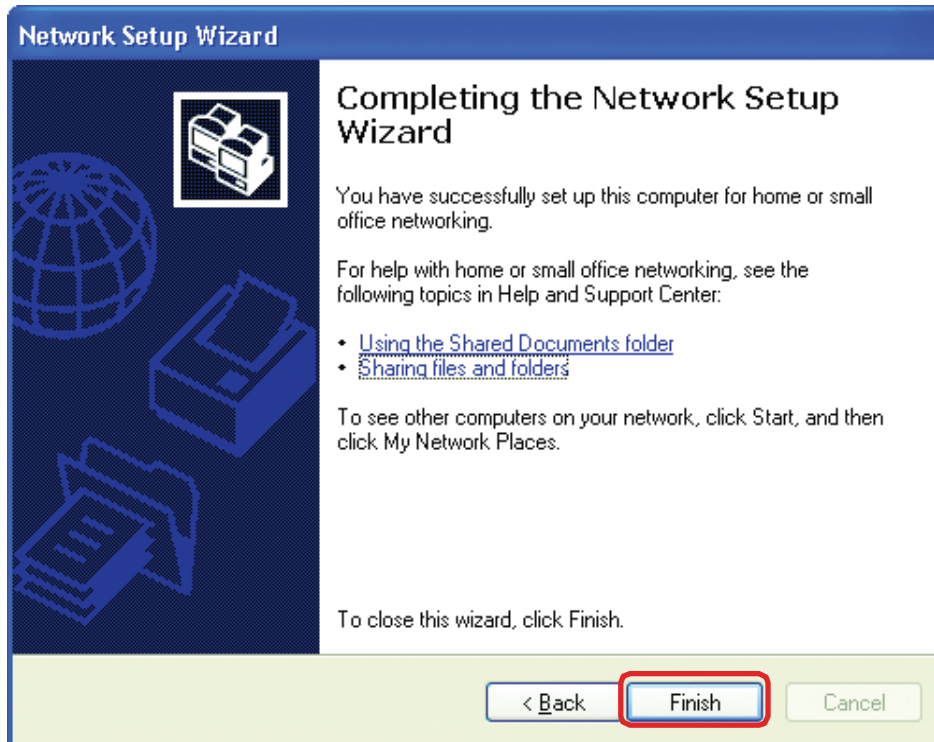 Network Setup Wizard
Completing the Network Setup
Wizard
You have successfully set up this computer for home or small
office networking.
For help with home or small office networking, see the
following topics in Help and Support Center:
• Using the Shared Documents folder
• Sharing files and folders
To see other computers on your network, click Start, and then
click My Network Places.
To close this wizard, click Finish.
< Back Finish Cancel